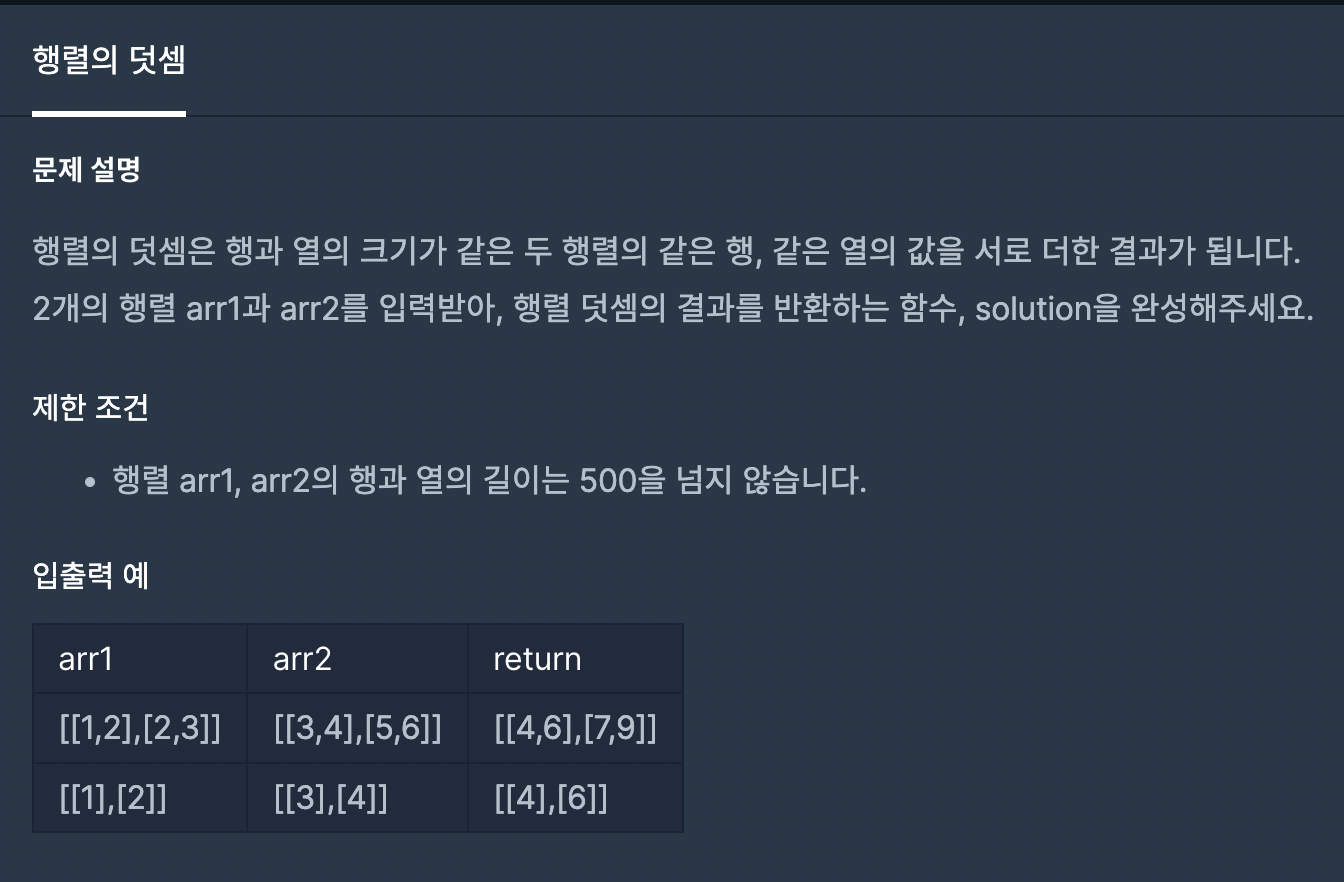 행렬의 덧셈
문제 설명
행렬의 덧셈은 행과 열의 크기가 같은 두 행렬의 같은 행, 같은 열의 값을 서로 더한 결과가 됩니다.
2개의 행렬 arr1과 arr2를 입력받아, 행렬 덧셈의 결과를 반환하는 함수, solution을 완성해주세요.
제한 조건
• 행렬 arr1, arr2의 행과 열의 길이는 500을 넘지 않습니다.
입출력 예
arr1 arr2 return
[[1,2],[2,3]] [[3,4],[5,6]] [[4,6],[7,9]]
[[1],[2]] [[3],[4]] [[4],[6]]